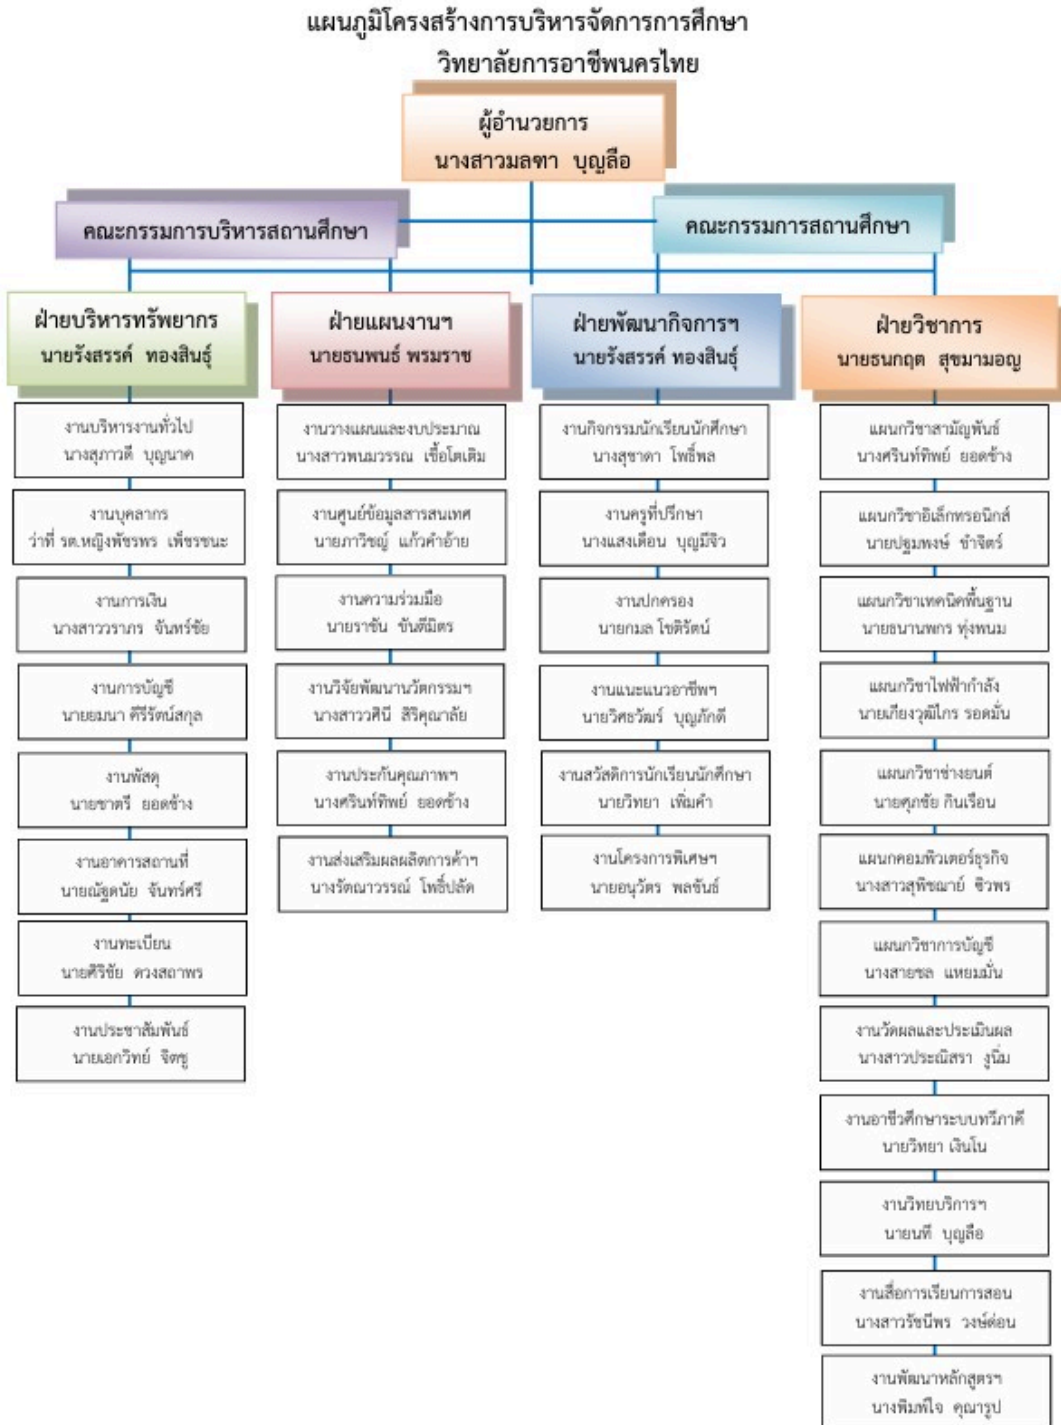 แผนภูมิโครงสร้างการบริหารจัดการการศึกษา
วิทยาลัยการอาชีพนครไทย
ผู้อำนวยการ
นางสาวมลฑา บุญลือ
คณะกรรมการบริหารสถานศึกษา
คณะกรรมการสถานศึกษา
ฝ่ายบริหารทรัพยากร
นายรังสรรค์ ทองสินธุ์
งานบริหารงานทั่วไป
นางสุภาวดี บุญนาค
งานบุคลากร
ว่าที่ รต.หญิงพัชรพร เพ็ชรชนะ
งานการเงิน
นางสาววราภร จันทร์ชัย
งานการบัญชี
นายยมนา คีรีรัตน์สกุล
งานพัสดุ
นายชาตรี ยอดช้าง
งานอาคารสถานที่
นายณัฐดนัย จันทร์ศรี
งานทะเบียน
นายศิริชัย ดวงสถาพร
งานประชาสัมพันธ์
นายเอกวิทย์ จิตชู
ฝ่ายแผนงานฯ
นายธนพนธ์ พรมราช
งานวางแผนและงบประมาณ
นางสาวพนมวรรณ เชื้อโตเติม
งานศูนย์ข้อมูลสารสนเทศ
นายภาวิชญ์ แก้วคำอ้าย
งานความร่วมมือ
นายราชัน ขันตีมิตร
งานวิจัยพัฒนานวัตกรรมฯ
นางสาววศินี สิริคุณาลัย
งานประกันคุณภาพฯ
นางศรินท์ทิพย์ ยอดช้าง
งานส่งเสริมผลผลิตการค้าฯ
นางรัตณาวรรณ์ โพธิ์ปลัด
ฝ่ายพัฒนากิจการฯ
นายรังสรรค์ ทองสินธุ์
งานกิจกรรมนักเรียนนักศึกษา
นางสุชาดา โพธิ์พล
งานครูที่ปรึกษา
นางแสงเดือน บุญมีจิว
งานปกครอง
นายกมล โชติรัตน์
งานแนะแนวอาชีพฯ
นายวิศธวัฒร์ บุญภักดี
งานสวัสดิการนักเรียนนักศึกษา
นายวิทยา เพิ่มคำ
งานโครงการพิเศษฯ
นายอนุวัตร พลขันธ์
ฝ่ายวิชาการ
นายธนกฤต สุขมามอญ
แผนกวิชาสามัญพันธ์
นางศรินท์ทิพย์ ยอดช้าง
แผนกวิชาอิเล็กทรอนิกส์
นายปฐมพงษ์ ขำจิตร์
แผนกวิชาเทคนิคพื้นฐาน
นายธนานพกร ทุ่งพนม
แผนกวิชาไฟฟ้ากำลัง
นายเกียงวุฒิไกร รอดมั่น
แผนกวิชาช่างยนต์
นายศุภชัย กินเรือน
แผนกคอมพิวเตอร์ธุรกิจ
นางสาวสุพิชฌาย์ ชิวพร
แผนกวิชาการบัญชี
นางสายชล แหยมมั่น
งานวัดผลและประเมินผล
นางสาวประณิสรา งูนิ่ม
งานอาชีวศึกษาระบบทวีภาคี
นายวิทยา เงินโน
งานวิทยบริการฯ
นายนที บุญลือ
งานสื่อการเรียนการสอน
นางสาวรัชนีพร วงษ์ต่อน
งานพัฒนาหลักสูตรฯ
นางพิมพ์ใจ คุณารูป